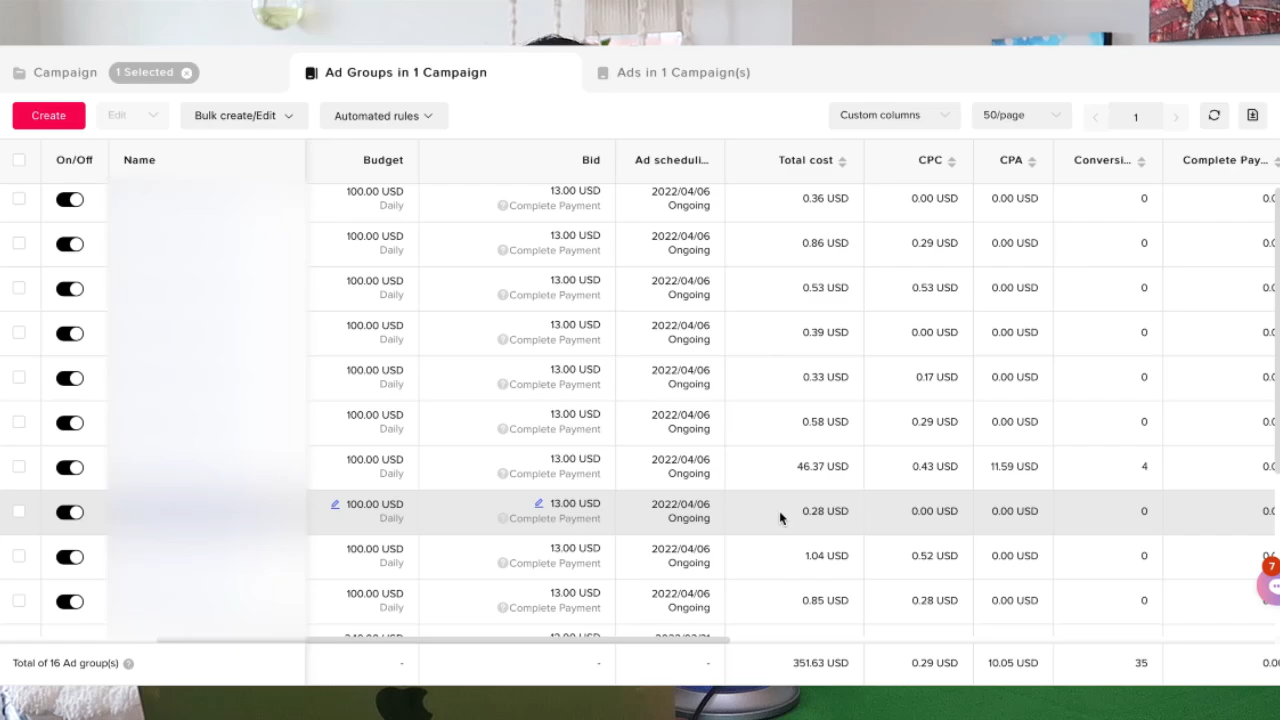 Campaign 1 Selected Ad Groups in 1 Campaign Ads in 1 Campaign(s)
Create Edit Bulk create/Edit Automated rules Custom columns 50/page 1
On/Off Name Budget Bid Ad scheduli... Total cost CPC CPA Conversi... Complete Pay...
100.00 USD 13.00 USD 2022/04/06 0.36 USD 0.00 USD 0.00 USD 0
Daily Complete Payment Ongoing
100.00 USD 13.00 USD 2022/04/06 0.86 USD 0.29 USD 0.00 USD 0
Daily Complete Payment Ongoing
100.00 USD 13.00 USD 2022/04/06 0.53 USD 0.53 USD 0.00 USD 0
Daily Complete Payment Ongoing
100.00 USD 13.00 USD 2022/04/06 0.39 USD 0.00 USD 0.00 USD 0
Daily Complete Payment Ongoing
100.00 USD 13.00 USD 2022/04/06 0.33 USD 0.17 USD 0.00 USD 0
Daily Complete Payment Ongoing
100.00 USD 13.00 USD 2022/04/06 0.58 USD 0.29 USD 0.00 USD 0
Daily Complete Payment Ongoing
100.00 USD 13.00 USD 2022/04/06 46.37 USD 0.43 USD 11.59 USD 4
Daily Complete Payment Ongoing
100.00 USD 13.00 USD 2022/04/06 0.28 USD 0.00 USD 0.00 USD 0
Daily Complete Payment Ongoing
100.00 USD 13.00 USD 2022/04/06 1.04 USD 0.52 USD 0.00 USD 0
Daily Complete Payment Ongoing
7
100.00 USD 13.00 USD 2022/04/06 0.85 USD 0.28 USD 0.00 USD 0
Daily Complete Payment Ongoing
Total of 16 Ad group(s) - - - 351.63 USD 0.29 USD 10.05 USD 35